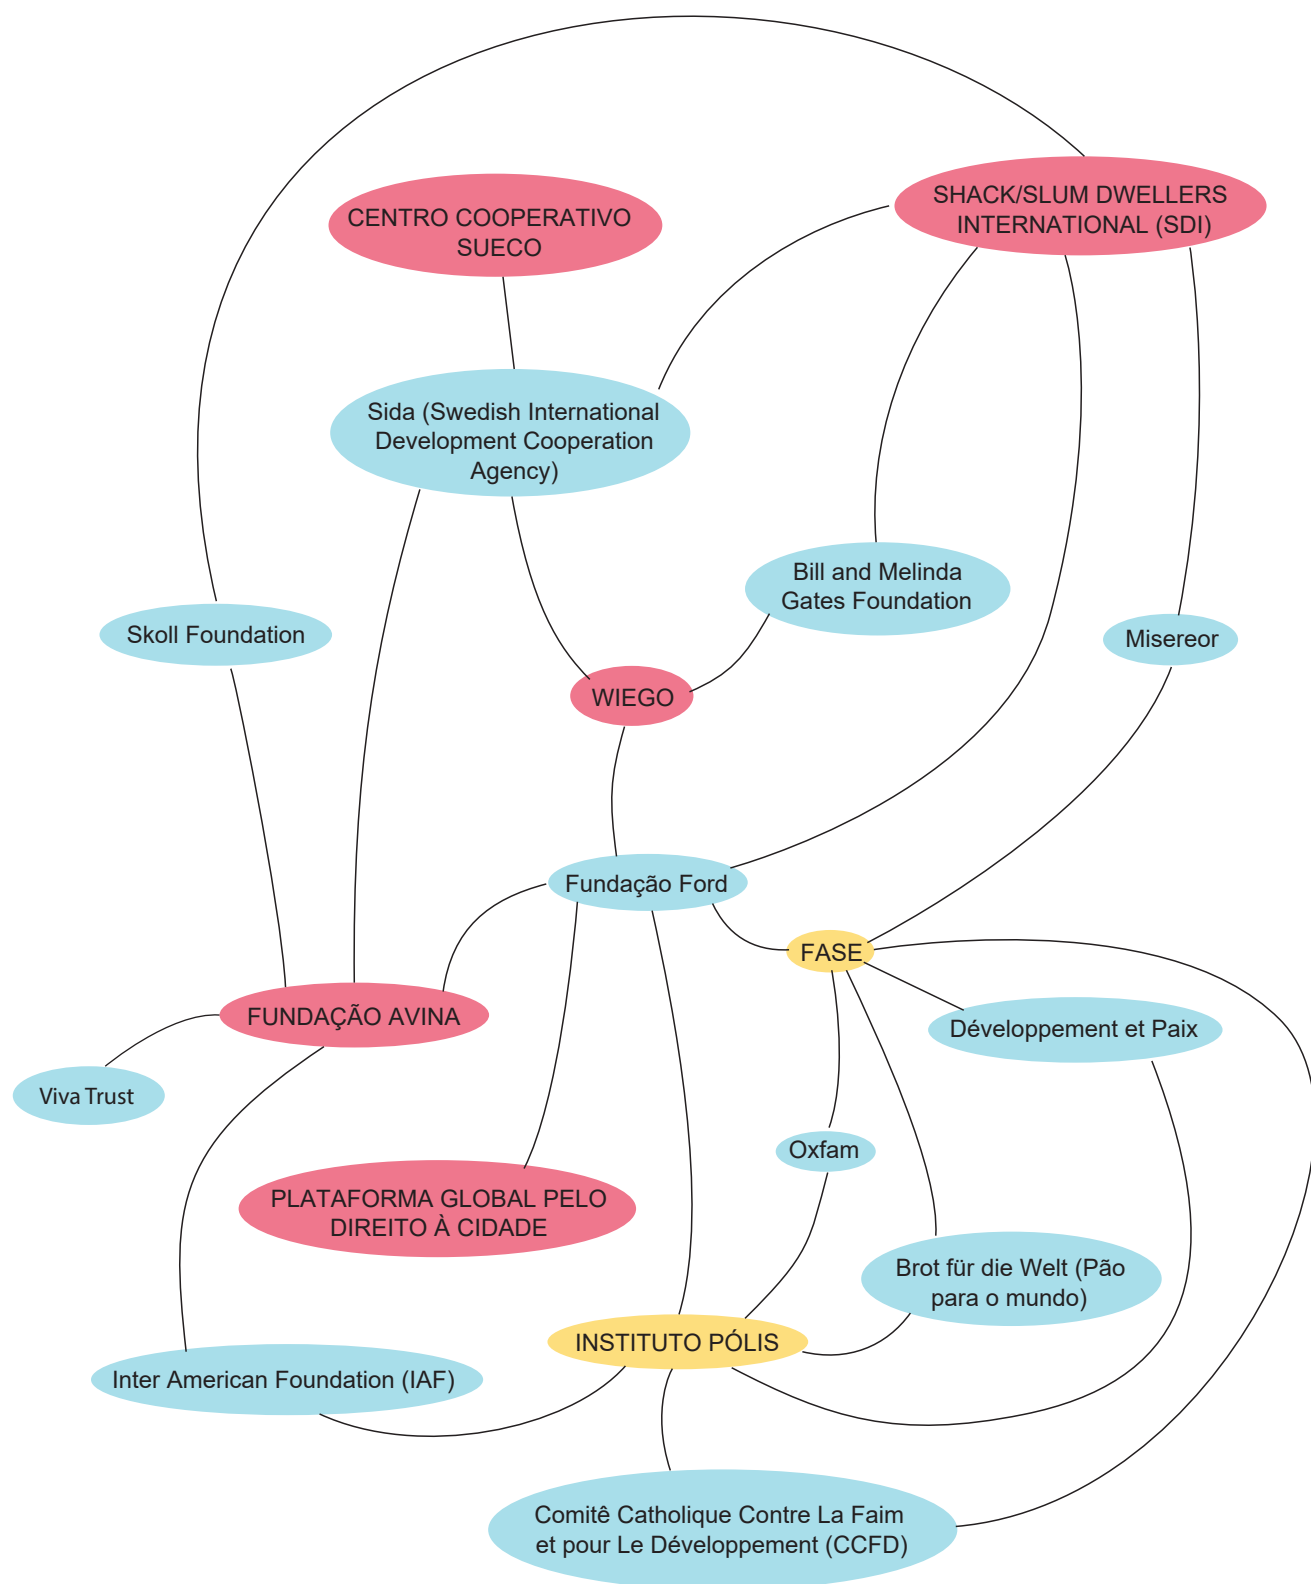 SHACK/SLUM DWELLERS
INTERNATIONAL (SDI)
CENTRO COOPERATIVO
SUECO
Sida (Swedish International
Development Cooperation
Agency)
Bill and Melinda
Gates Foundation
Skoll Foundation
Misereor
WIEGO
Fundação Ford
FASE
FUNDAÇÃO AVINA
Développement et Paix
Viva Trust
Oxfam
PLATAFORMA GLOBAL PELO
DIREITO À CIDADE
Brot für die Welt (Pão
para o mundo)
INSTITUTO PÓLIS
Inter American Foundation (IAF)
Comitê Catholique Contre La Faim
et pour Le Développement (CCFD)